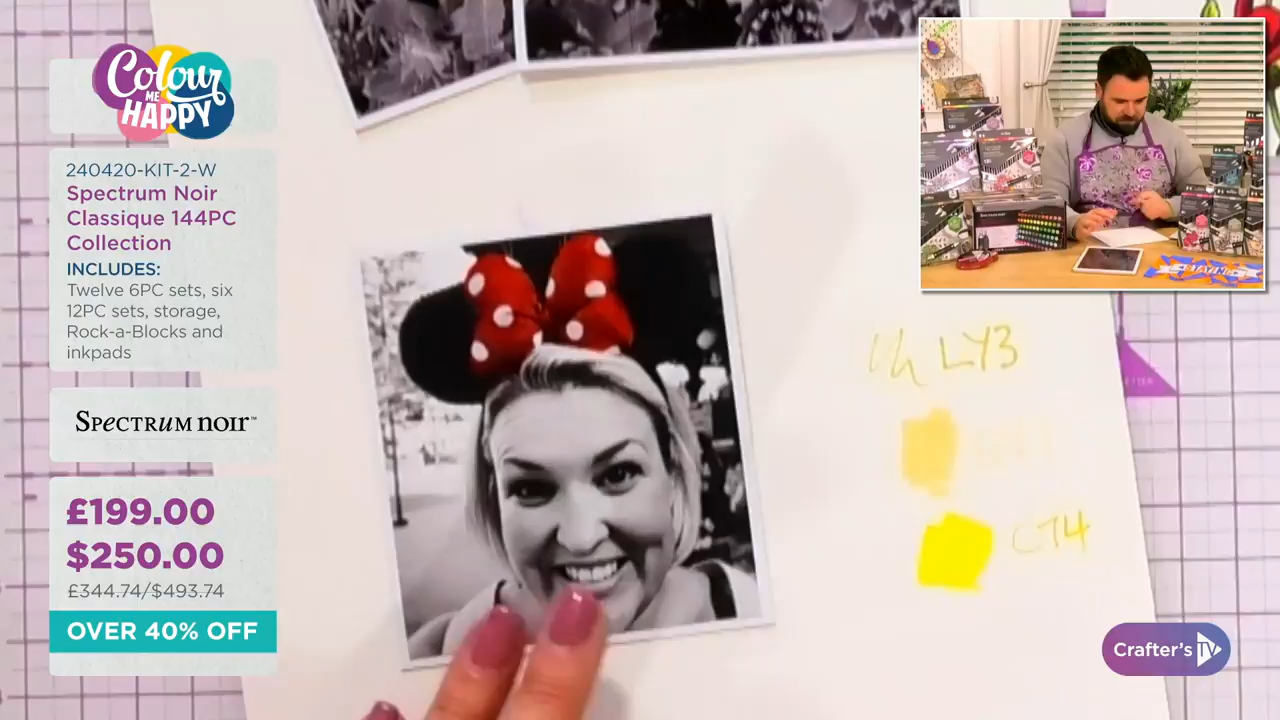 Colour
ME
HAPPY
240420-KIT-2-W
Spectrum Noir
Classique 144PC
Collection
INCLUDES:
Twelve 6PC sets, six
12PC sets, storage,
Rock-a-Blocks and
inkpads
SPECTRUM NOIR™
£199.00
$250.00
£344.74/$493.74
OVER 40% OFF
LY3
CT4
Crafter's TV